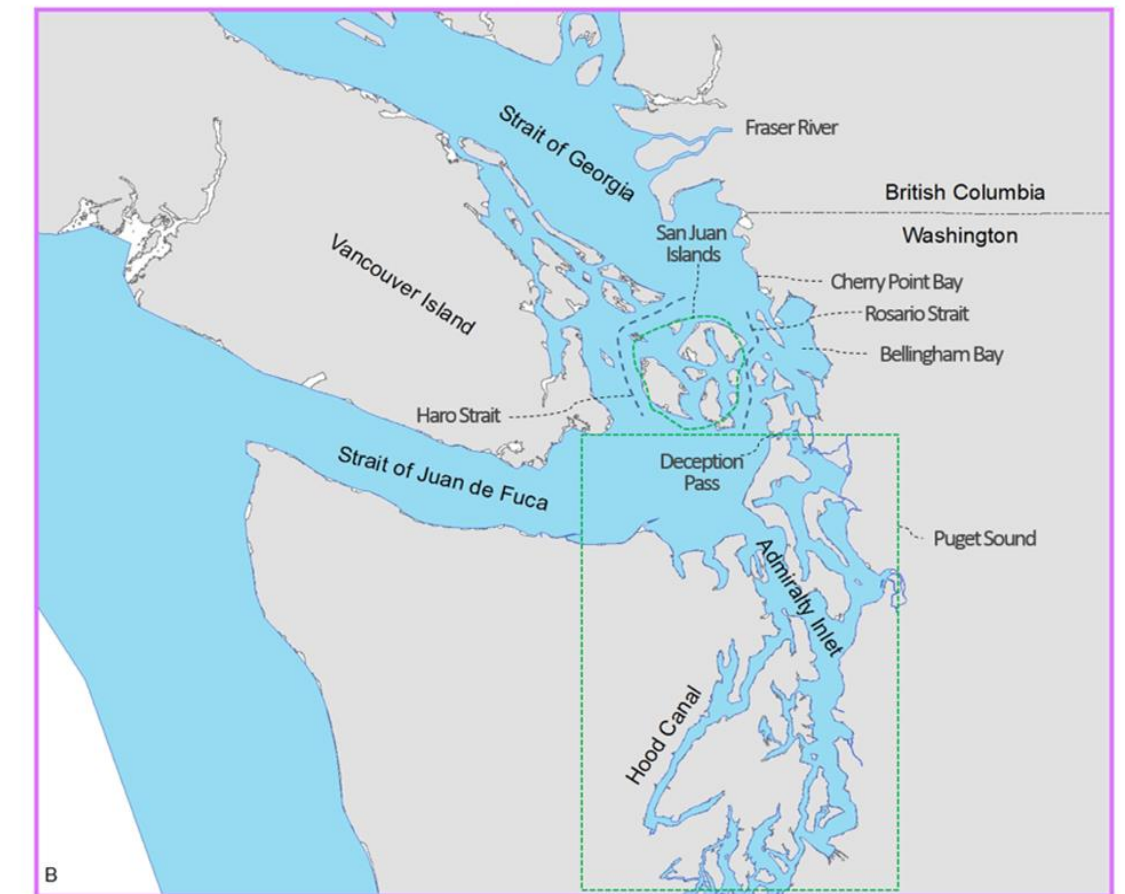 Strait of Georgia
Fraser River
British Columbia
Washington
San Juan
Islands
Vancouver Island
Cherry Point Bay
Rosario Strait
Bellingham Bay
Haro Strait
Strait of Juan de Fuca
Deception
Pass
Puget Sound
Admiralty Inlet
Hood Canal
B